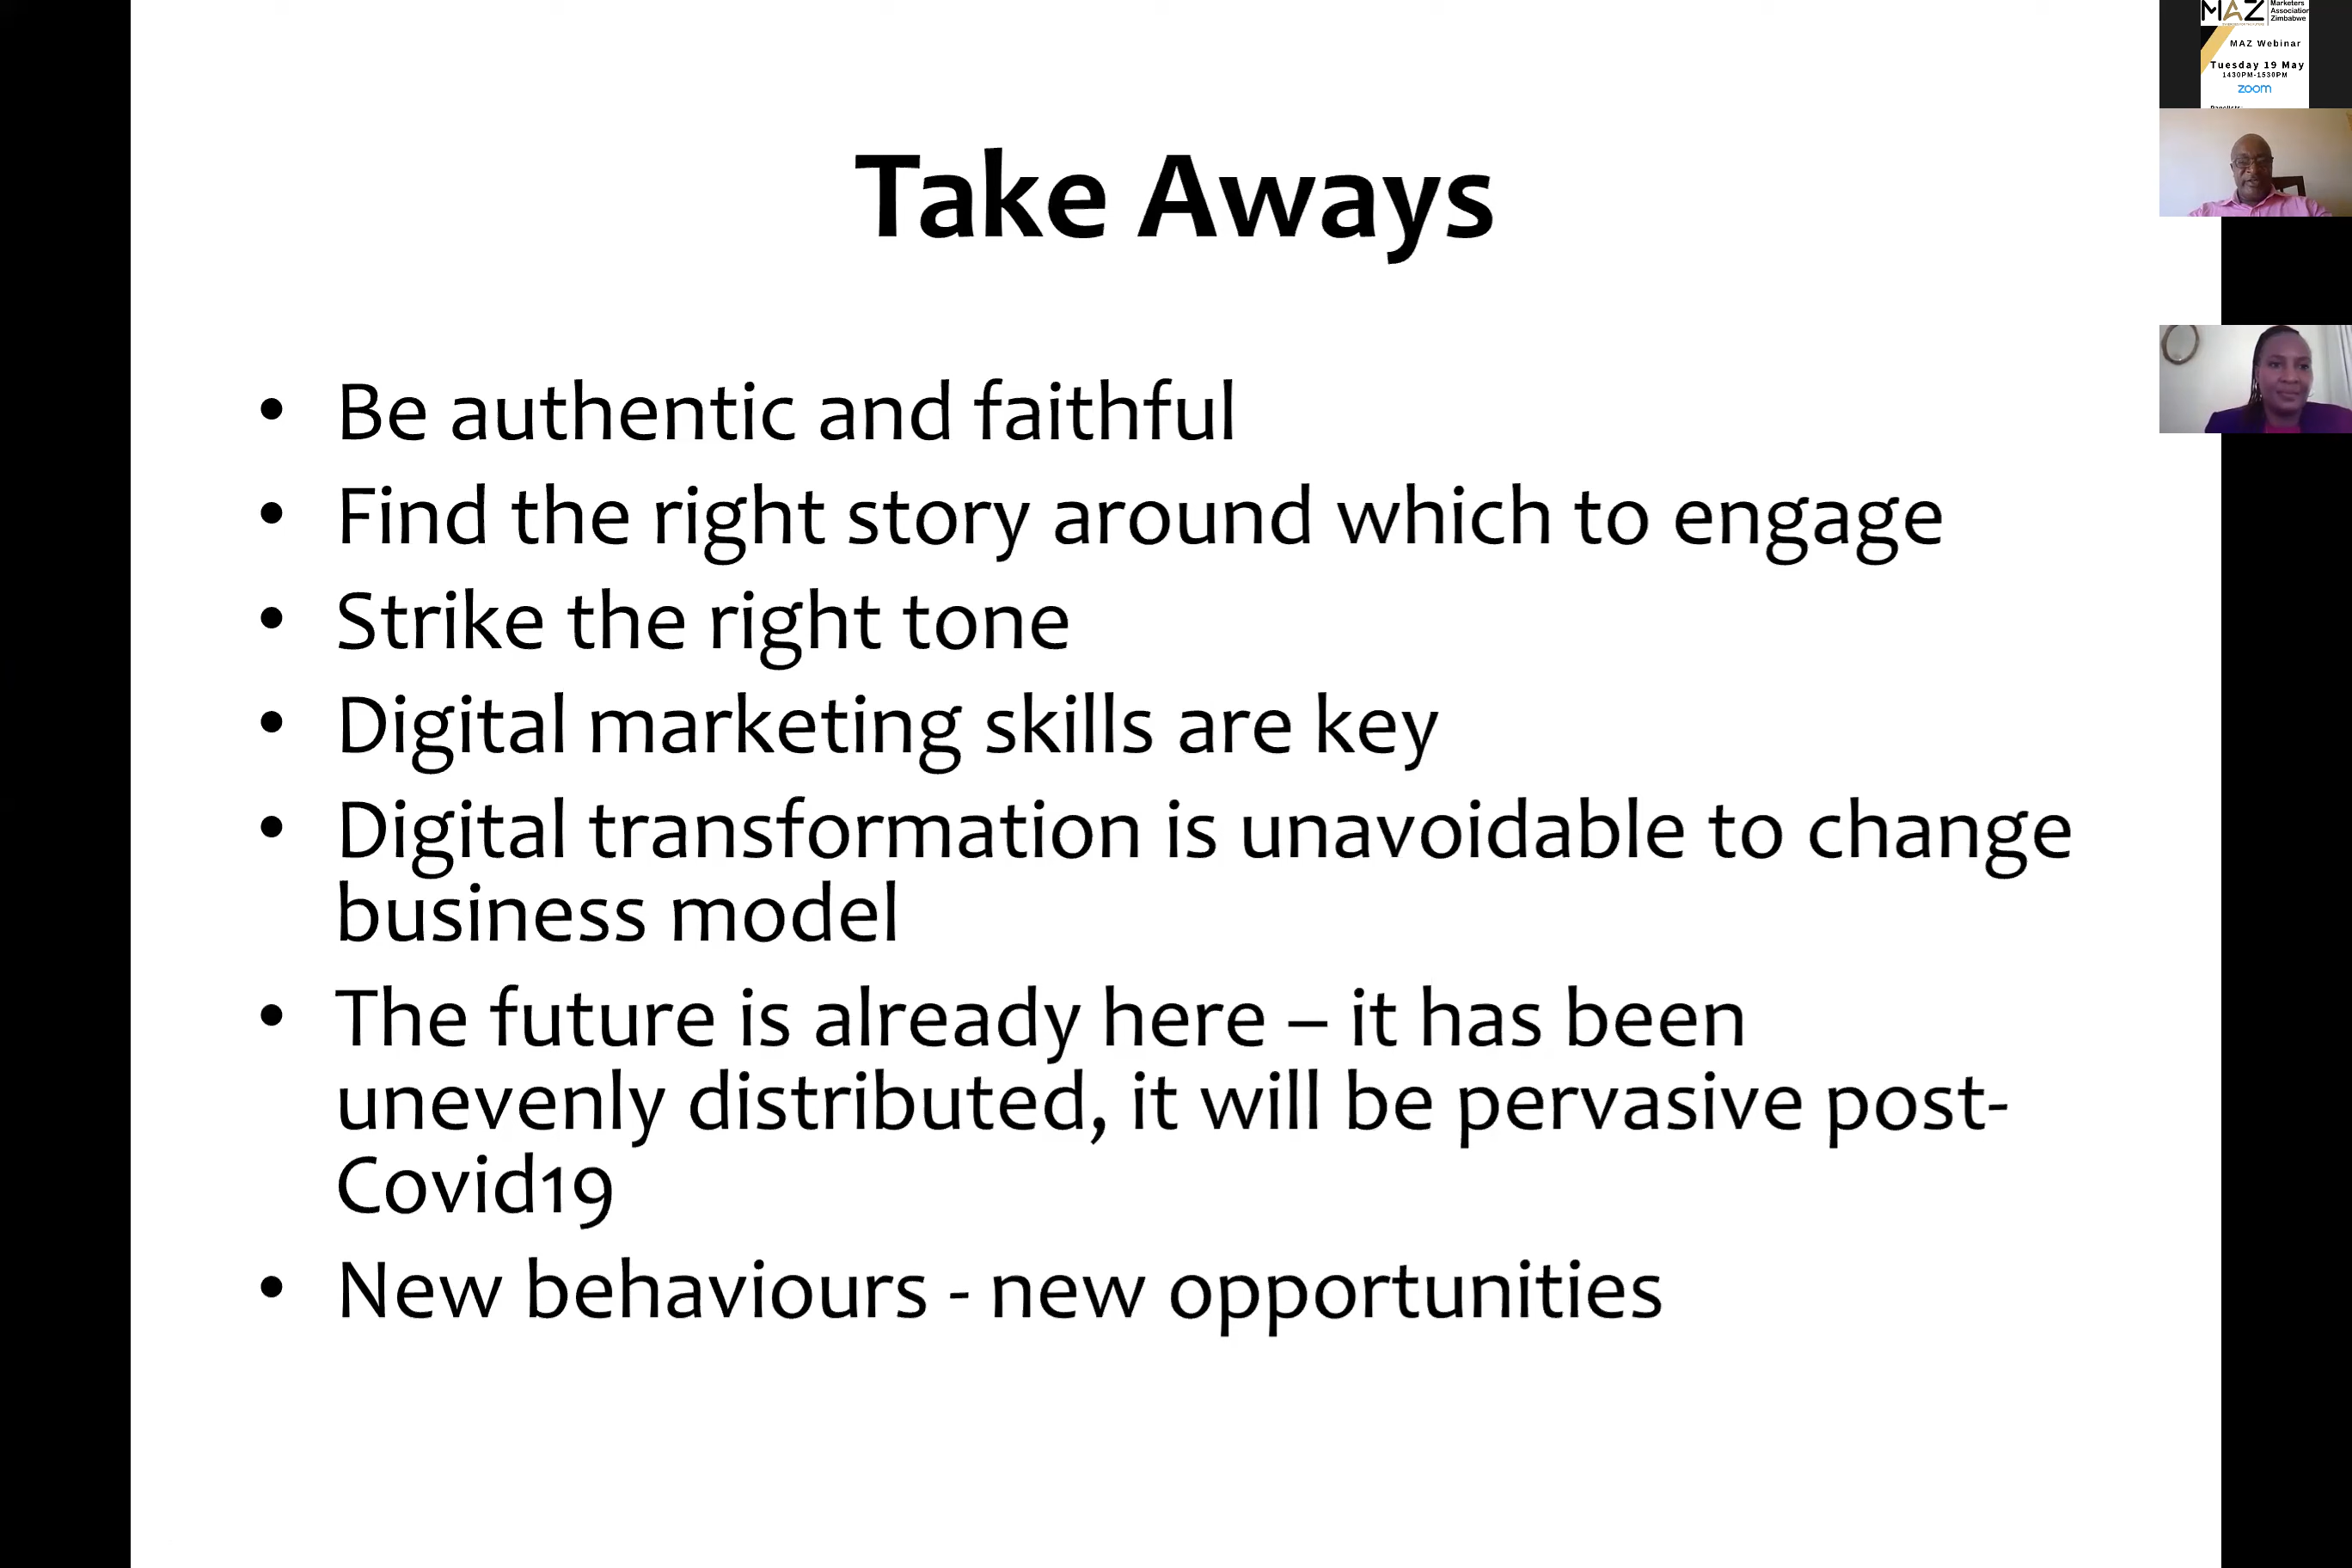 Take Aways
• Be authentic and faithful
• Find the right story around which to engage
• Strike the right tone
• Digital marketing skills are key
• Digital transformation is unavoidable to change
business model
• The future is already here – it has been
unevenly distributed, it will be pervasive post-
Covid19
• New behaviours - new opportunities
MAZ
Marketers
Association
Zimbabwe
MAZ Webinar
Tuesday 19 May
1430PM-1530PM
zoom